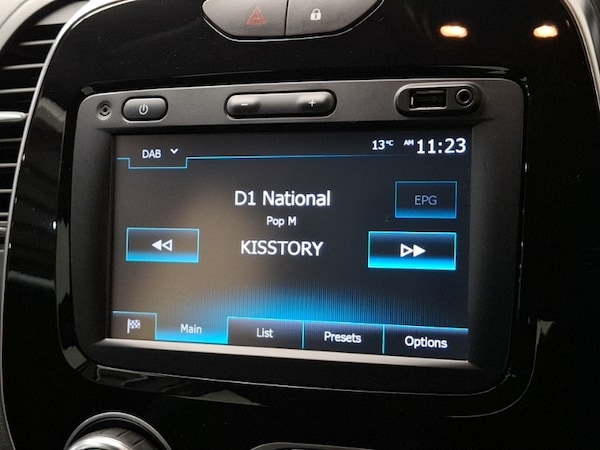 DAB 13°C AM 11:23
D1 National EPG
Pop M
KISSTORY
Main List Presets Options